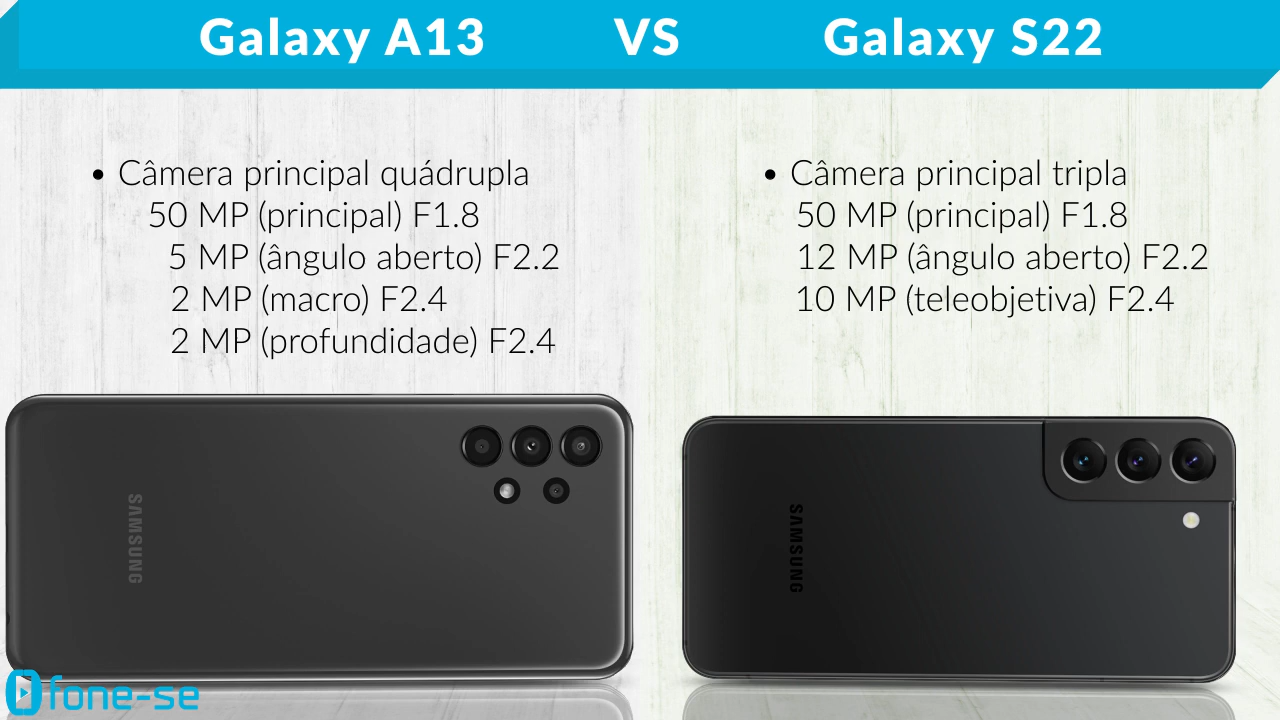 Galaxy A13 VS Galaxy S22
• Câmera principal quádrupla
50 MP (principal) F1.8
5 MP (ângulo aberto) F2.2
2 MP (macro) F2.4
2 MP (profundidade) F2.4
• Câmera principal tripla
50 MP (principal) F1.8
12 MP (ângulo aberto) F2.2
10 MP (teleobjetiva) F2.4
SAMSUNG
SAMSUNG
fone-se